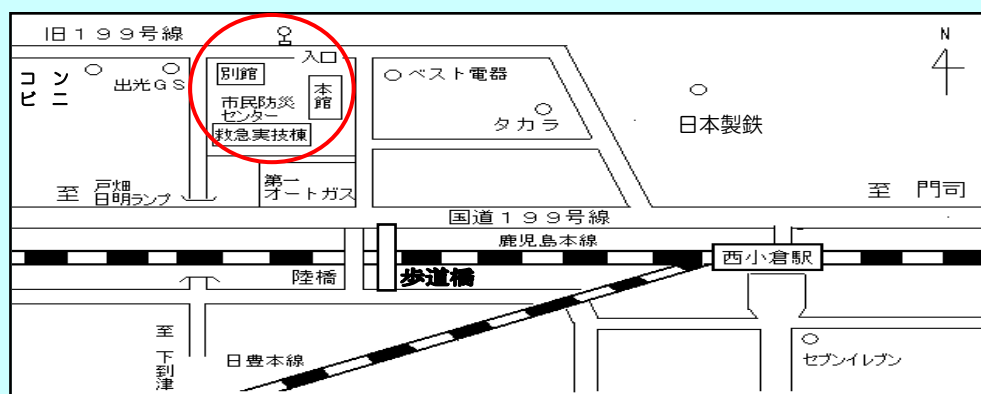 旧１９９号線
N
入口
コンビニ
出光ＧＳ
別館
本館
市民防災
センター
救急実技棟
ベスト電器
タカラ
日本製鉄
至 戸畑
日明ランプ
第一
オートガス
至 門司
国道１９９号線
鹿児島本線
西小倉駅
陸橋
歩道橋
至 下到津
日豊本線
セブンイレブン